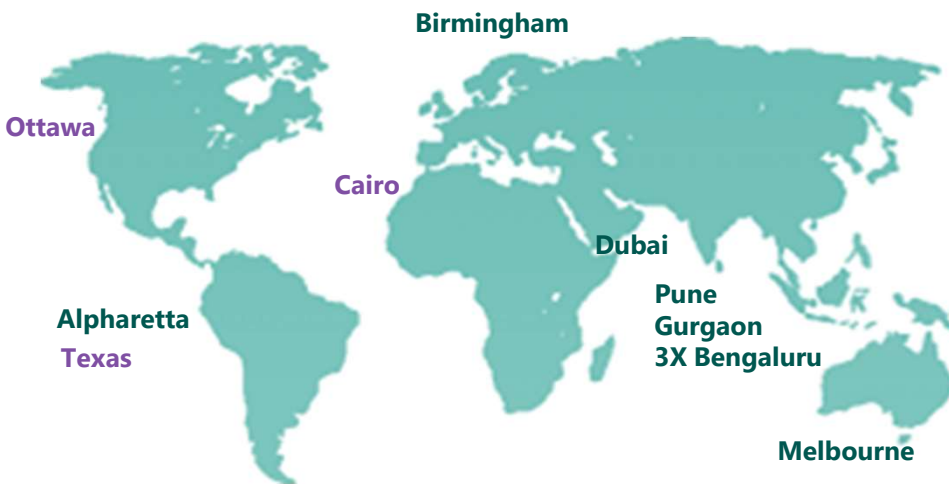 Birmingham
Ottawa
Cairo
Dubai
Pune
Gurgaon
3X Bengaluru
Alpharetta
Texas
Melbourne